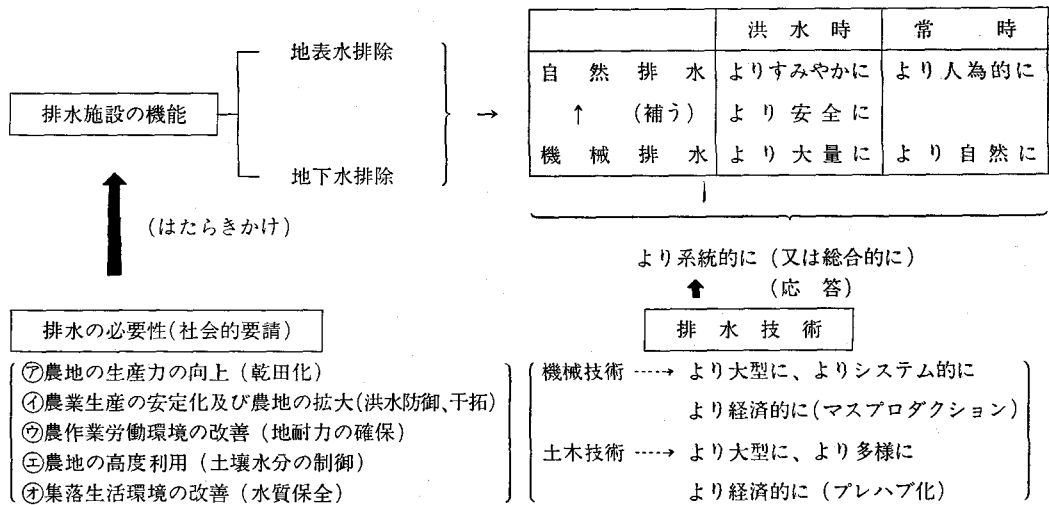 排水施設の機能
地表水排除
地下水排除
→
洪水時 常時
自然排水 よりすみやかに より人為的に
↑ (補う) より安全に
機械排水 より大量に より自然に
(はたらきかけ)
より系統的に(又は総合的に)
(応答)
排水の必要性(社会的要請)
㋐農地の生産力の向上(乾田化)
㋑農業生産の安定化及び農地の拡大(洪水防御、干拓)
㋒農作業労働環境の改善(地耐力の確保)
㋓農地の高度利用(土壌水分の制御)
㋔集落生活環境の改善(水質保全)
排水技術
機械技術 ----→ より大型に、よりシステム的に
より経済的に(マスプロダクション)
土木技術 ----→ より大型に、より多様に
より経済的に(プレハブ化)